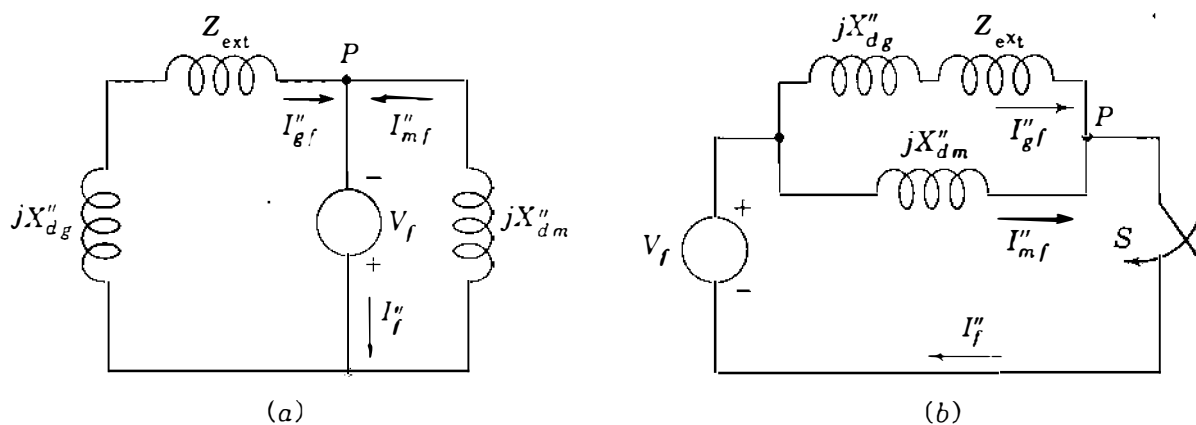 Z_ext
P
I''_gf
I''_mf
−
jX''_dg
V_f
jX''_dm
+
I''_f
(a)
jX''_dg
Z_ext
I''_gf
P
jX''_dm
+
V_f
I''_mf
S
−
I''_f
(b)